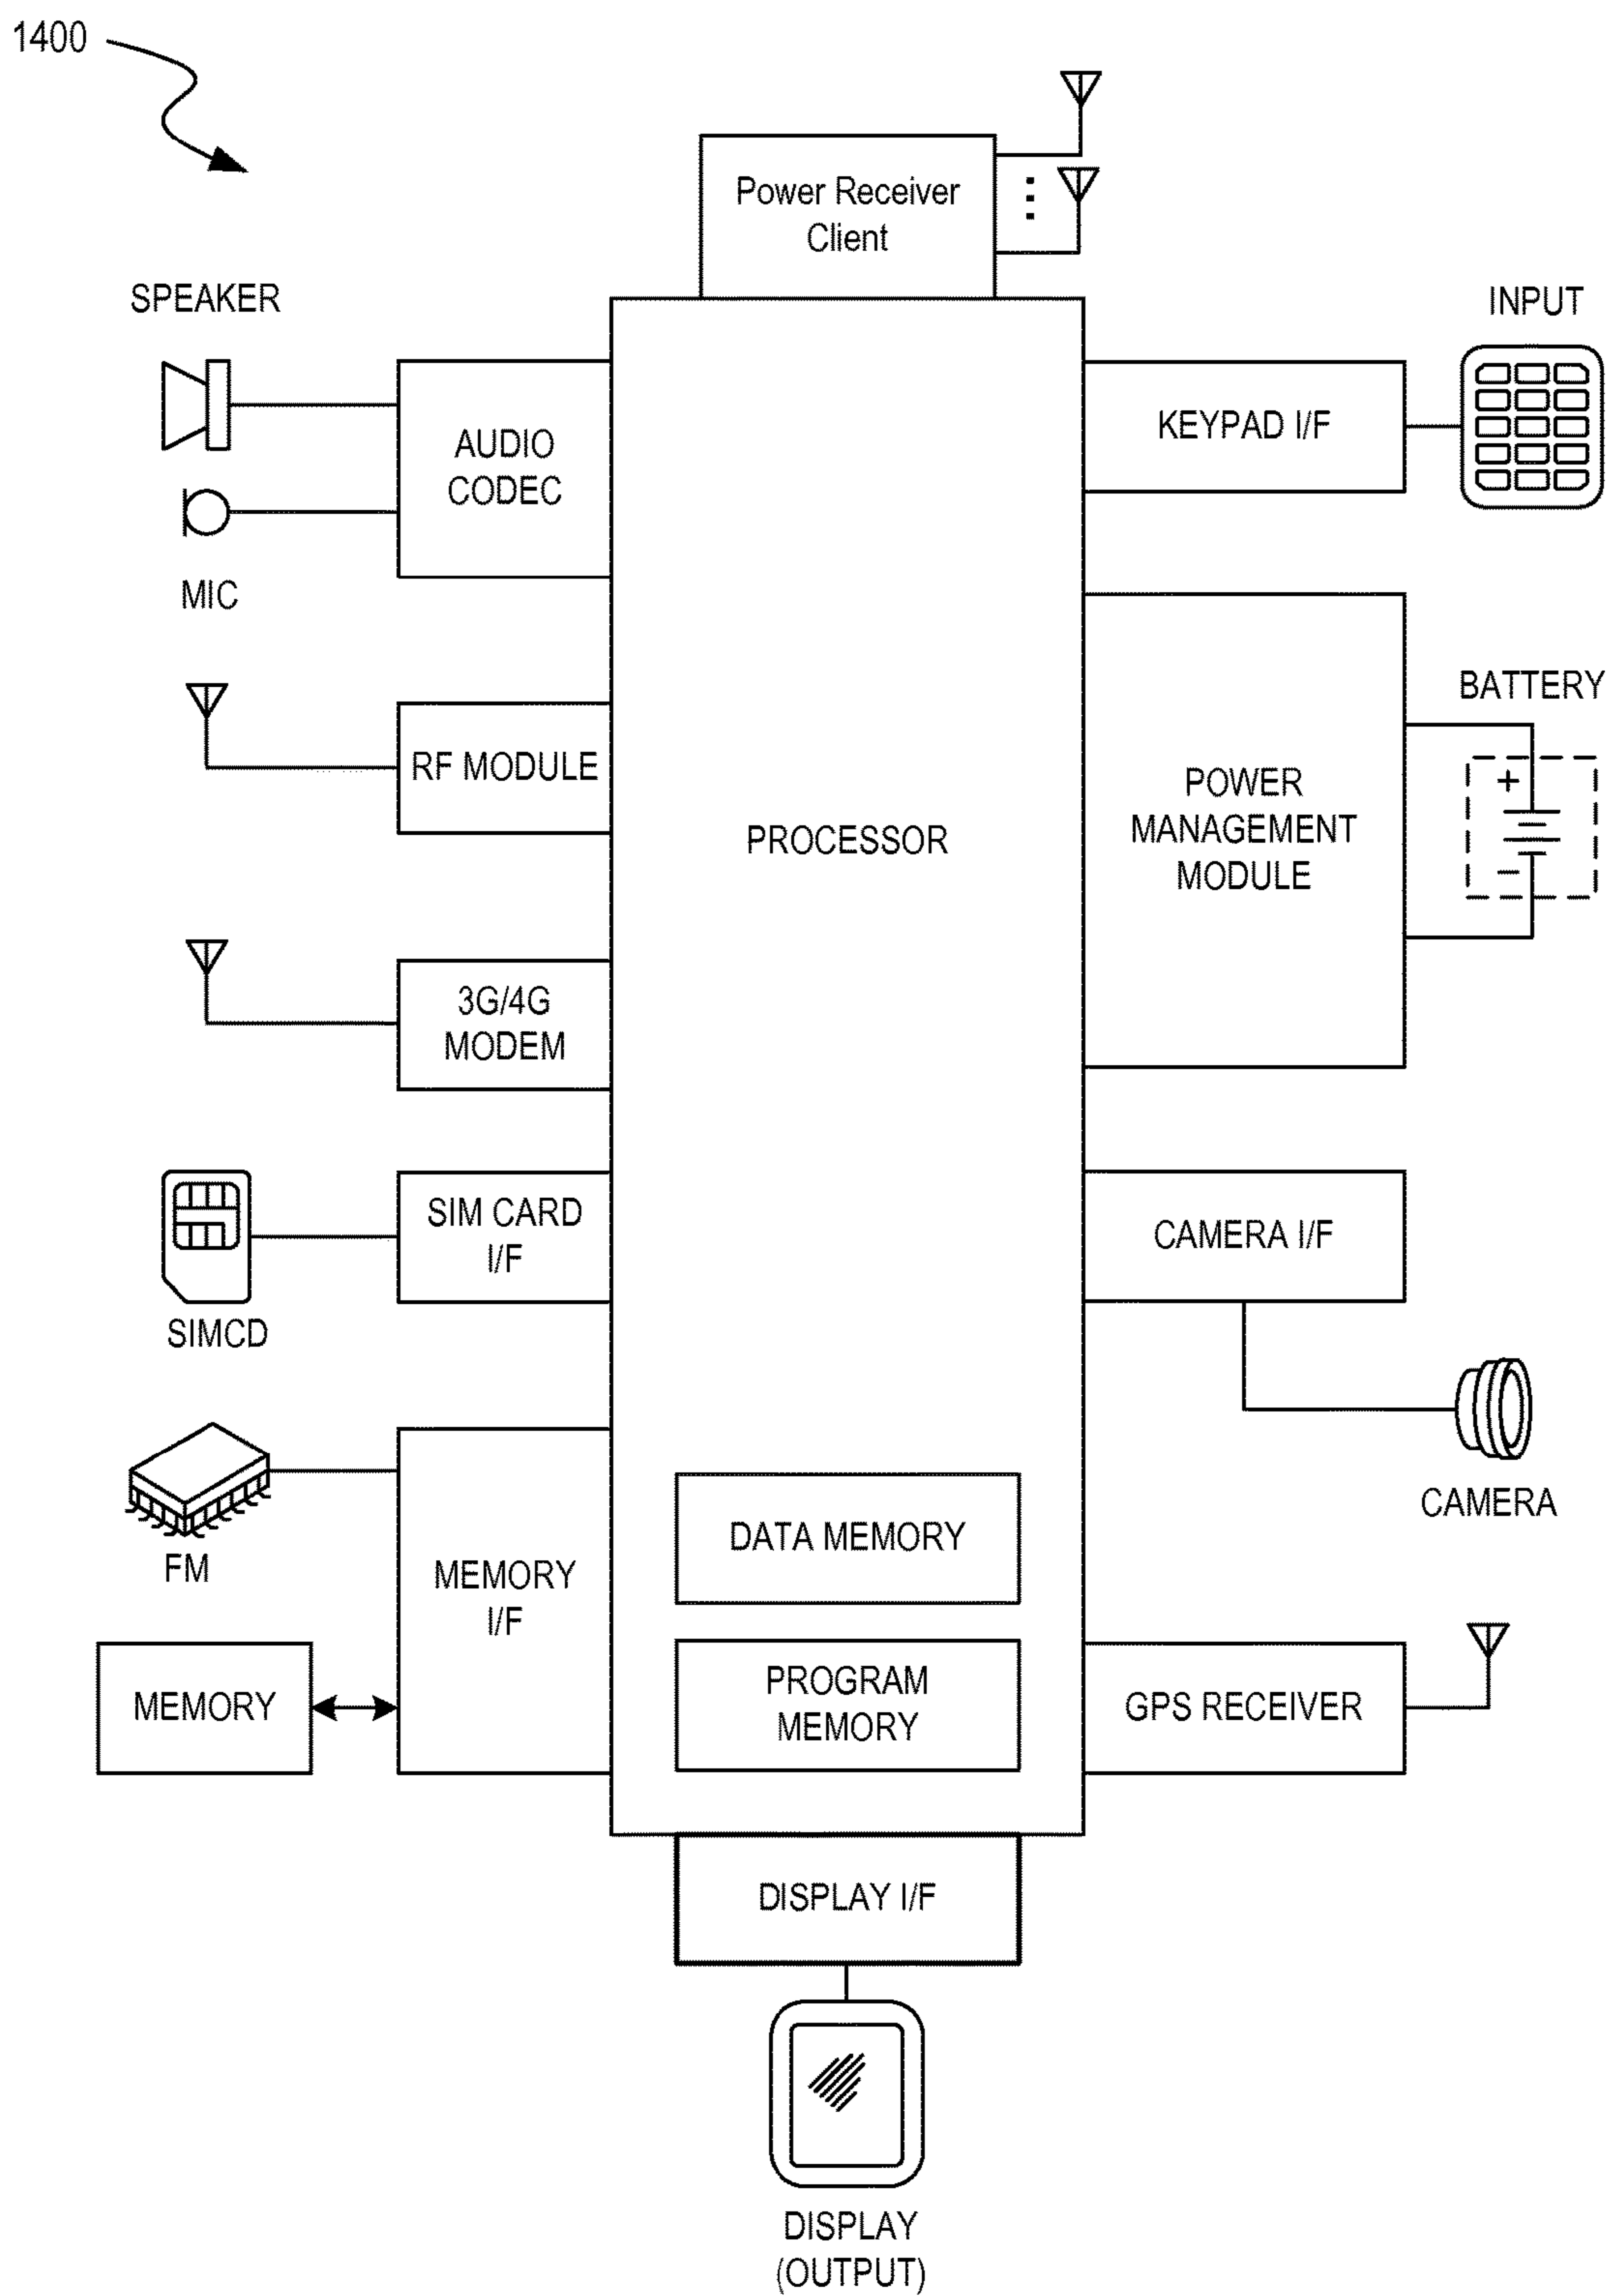 1400
Power Receiver
Client
SPEAKER
INPUT
AUDIO
CODEC
KEYPAD I/F
MIC
BATTERY
RF MODULE
PROCESSOR
POWER
MANAGEMENT
MODULE
+
−
3G/4G
MODEM
SIM CARD
I/F
CAMERA I/F
SIMCD
CAMERA
FM
MEMORY
I/F
DATA MEMORY
MEMORY
PROGRAM
MEMORY
GPS RECEIVER
DISPLAY I/F
DISPLAY
(OUTPUT)